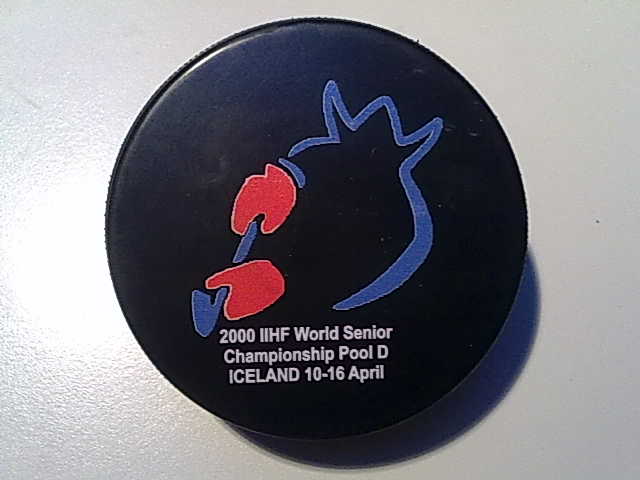 2000 IIHF World Senior
Championship Pool D
ICELAND 10-16 April